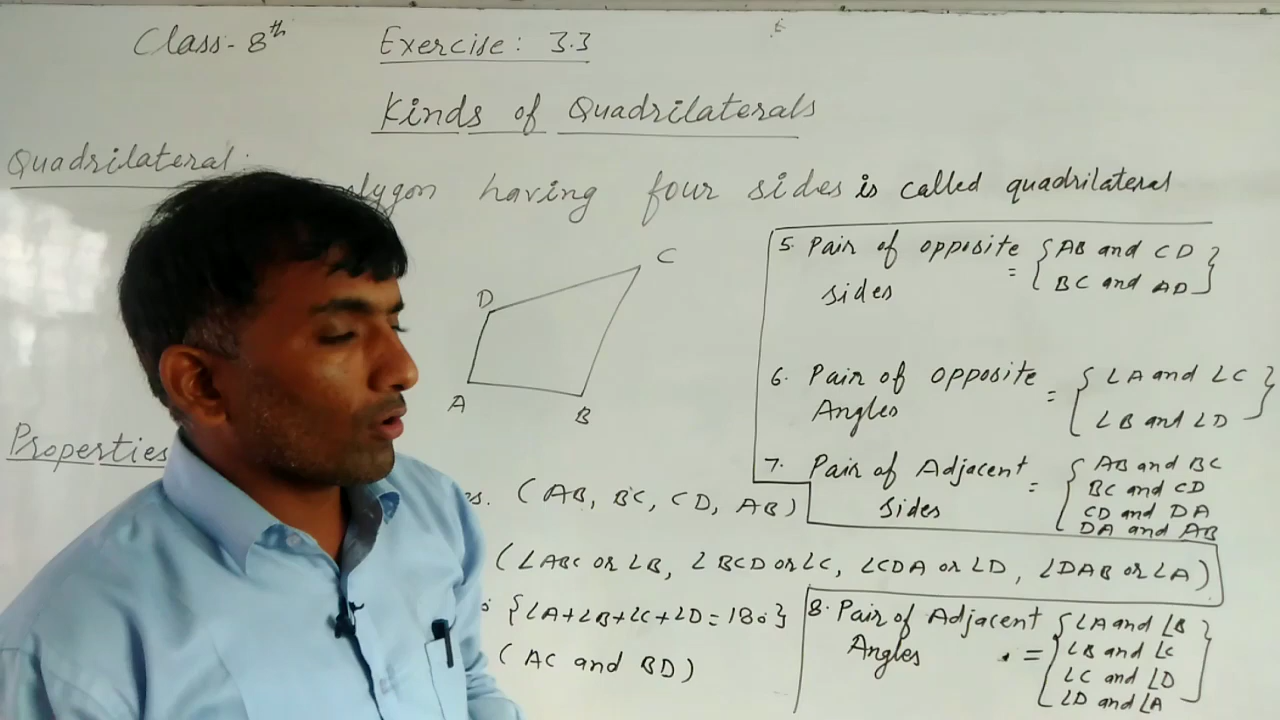 Class- 8th Exercise: 3.3
Kinds of Quadrilaterals
Quadrilateral:
lygon having four sides is called quadrilateral
D C
A B
Properties
es. (AB, BC, CD, AB)
(∠ABC or ∠B, ∠BCD or ∠C, ∠CDA or ∠D, ∠DAB or ∠A)
{∠A+∠B+∠C+∠D=180}
(AC and BD)
5. Pair of opposite sides = { AB and CD
BC and AD }
6. Pair of opposite Angles = { ∠A and ∠C
∠B and ∠D }
7. Pair of Adjacent sides = { AB and BC
BC and CD
CD and DA
DA and AB
8. Pair of Adjacent Angles = { ∠A and ∠B
∠B and ∠C
∠C and ∠D
∠D and ∠A }